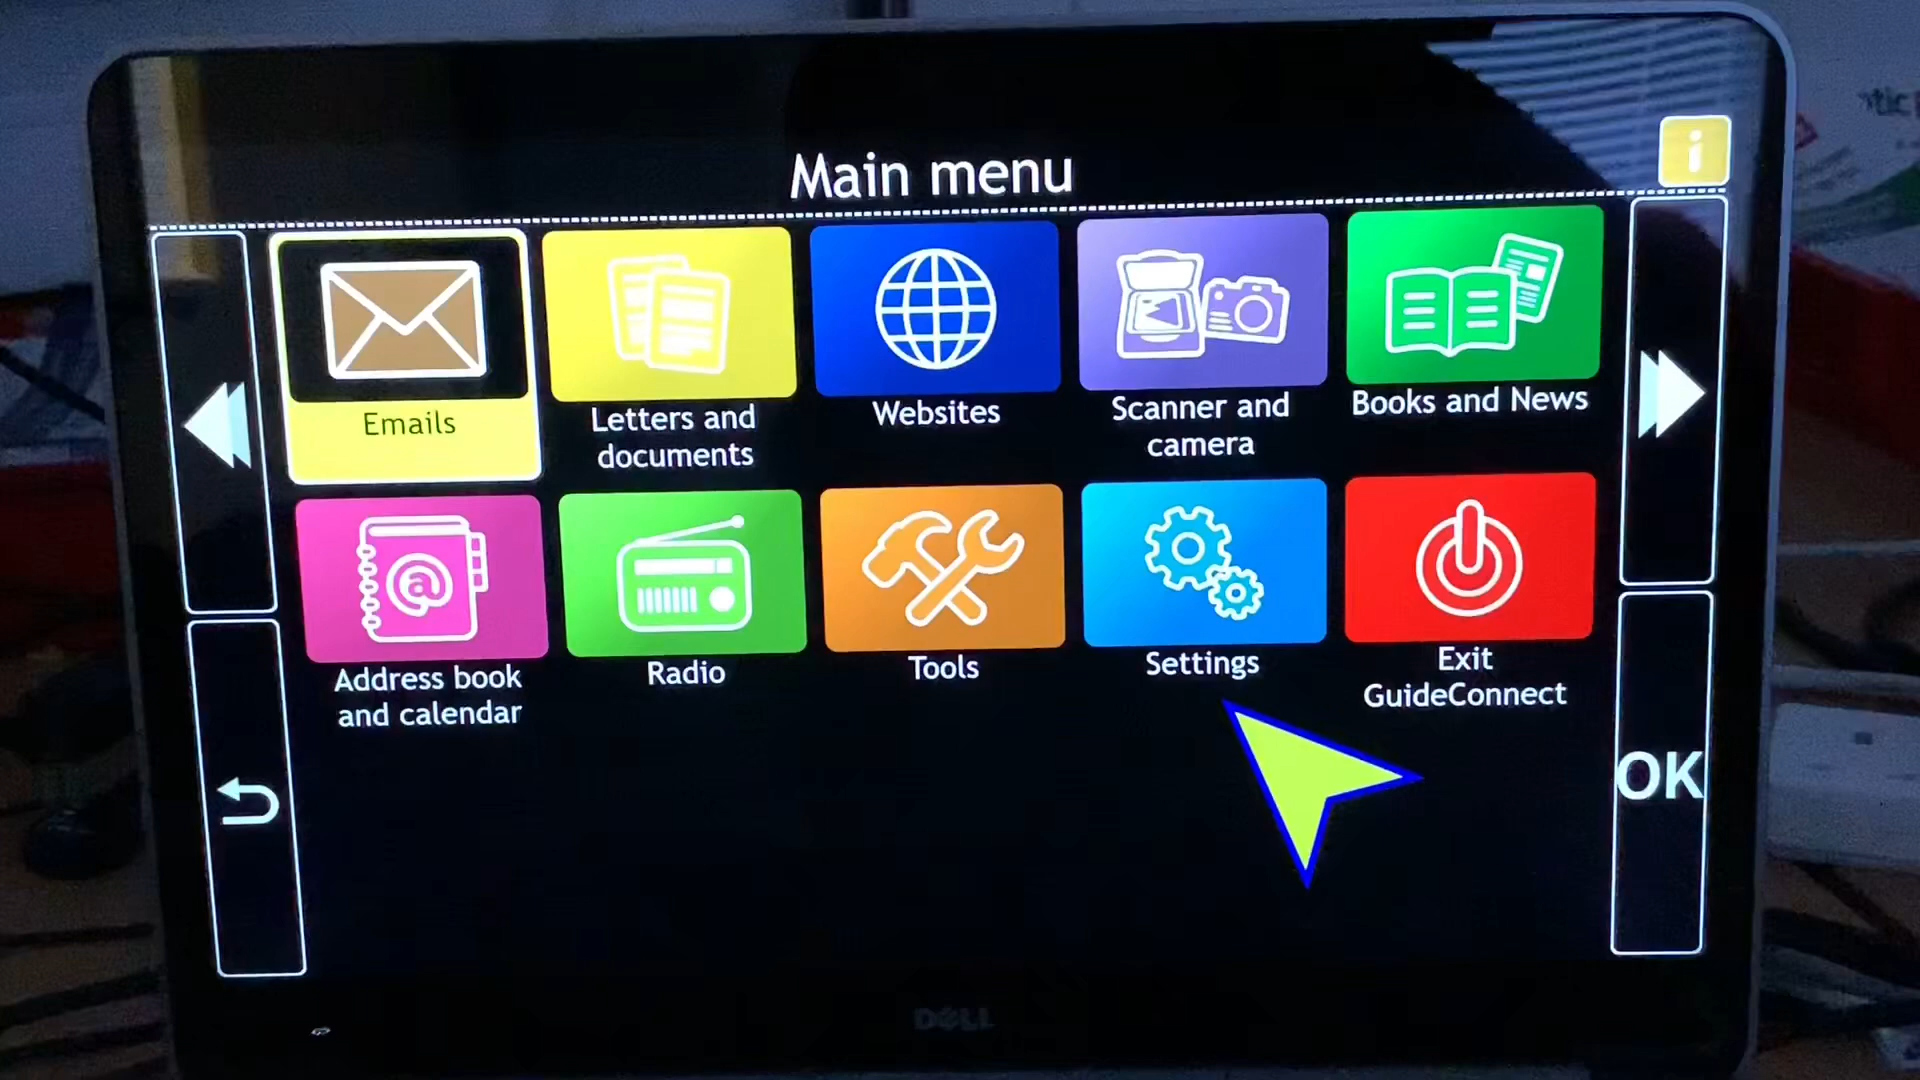 Main menu
i
Emails
Letters and
documents
Websites
Scanner and
camera
Books and News
@
Address book
and calendar
Radio
Tools
Settings
Exit
GuideConnect
OK
DELL